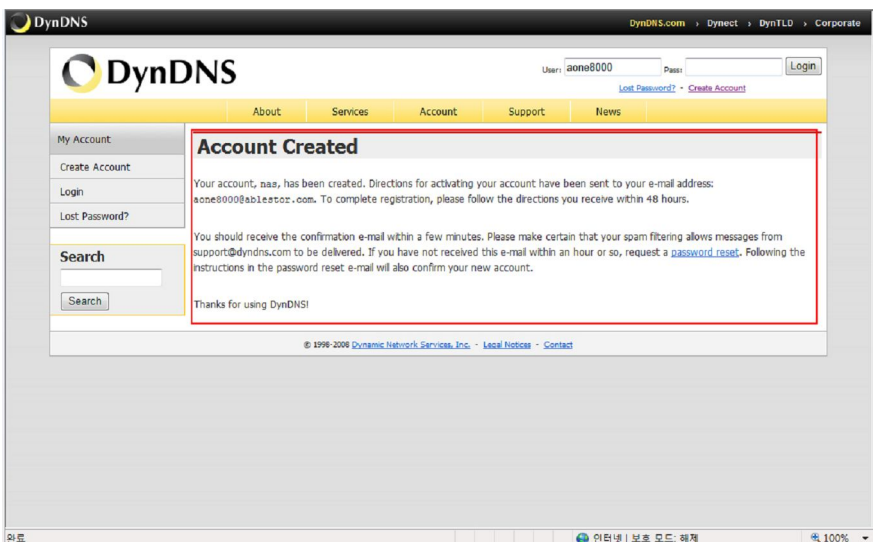 DynDNS
DynDNS.com › Dynect › DynTLD › Corporate
DynDNS
User: aone8000 Pass: Login
Lost Password? - Create Account
About Services Account Support News
My Account
Create Account
Login
Lost Password?
Search
Search
Account Created
Your account, nas, has been created. Directions for activating your account have been sent to your e-mail address:
aone8000@ablestor.com. To complete registration, please follow the directions you receive within 48 hours.
You should receive the confirmation e-mail within a few minutes. Please make certain that your spam filtering allows messages from
support@dyndns.com to be delivered. If you have not received this e-mail within an hour or so, request a password reset. Following the
instructions in the password reset e-mail will also confirm your new account.
Thanks for using DynDNS!
© 1998-2008 Dynamic Network Services, Inc. - Legal Notices - Contact
완료
인터넷 | 보호 모드: 해제
100%